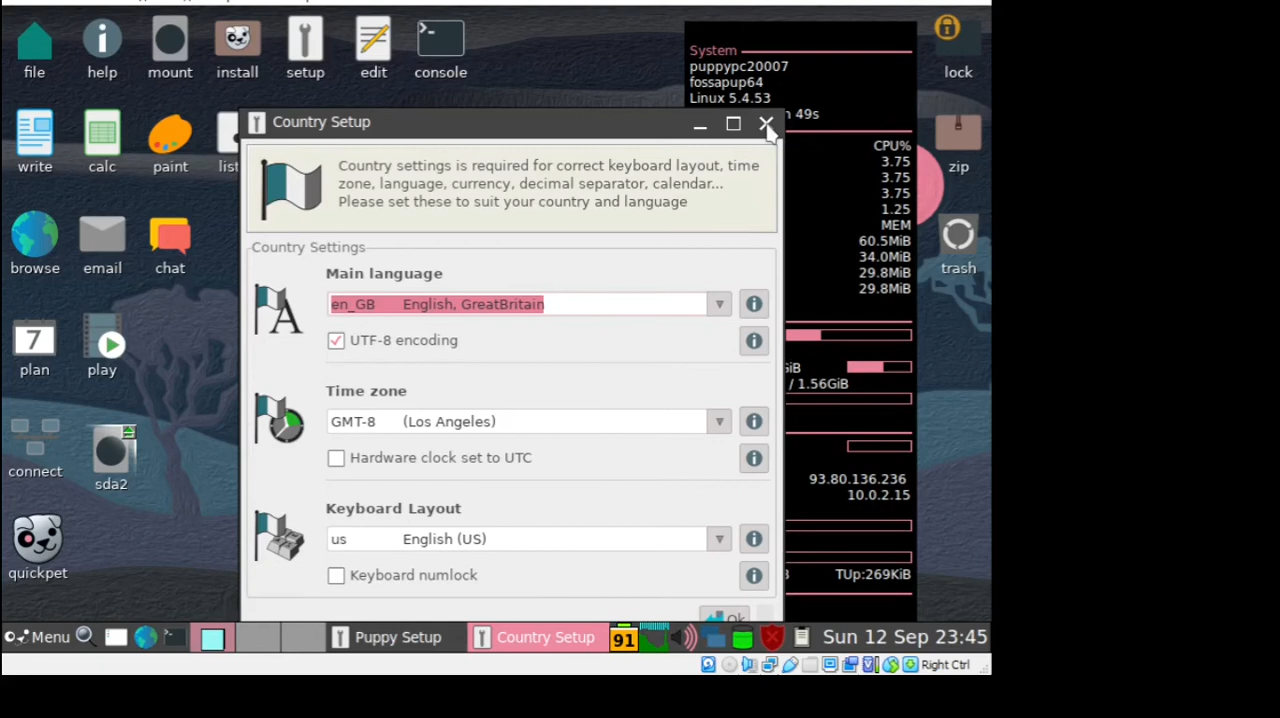 file
help
mount
install
setup
edit
console
lock
write
calc
paint
list
zip
browse
email
chat
trash
7
plan
play
connect
sda2
quickpet
System
puppypc20007
fossapup64
Linux 5.4.53
49s
CPU%
3.75
3.75
3.75
1.25
MEM
60.5MiB
34.0MiB
29.8MiB
29.8MiB
/ 1.56GiB
93.80.136.236
10.0.2.15
TUp:269KiB
Country Setup
Country settings is required for correct keyboard layout, time
zone, language, currency, decimal separator, calendar...
Please set these to suit your country and language
Country Settings
Main language
en_GB English, GreatBritain
UTF-8 encoding
Time zone
GMT-8 (Los Angeles)
Hardware clock set to UTC
Keyboard Layout
us English (US)
Keyboard numlock
Ok
Menu
Puppy Setup
Country Setup
91
Sun 12 Sep 23:45
Right Ctrl